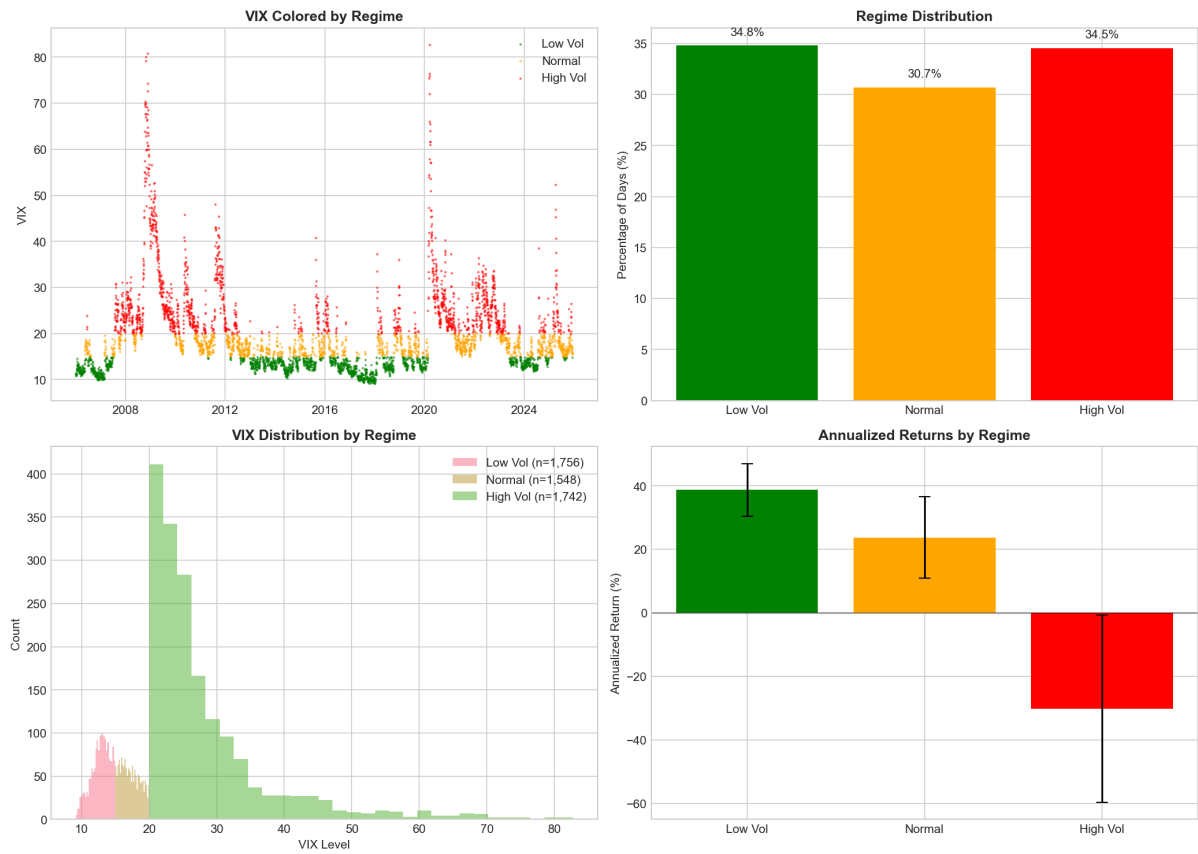 VIX Colored by Regime
VIX
80
70
60
50
40
30
20
10
2008 2012 2016 2020 2024
Low Vol
Normal
High Vol
Regime Distribution
Percentage of Days (%)
35
30
25
20
15
10
5
0
34.8%
30.7%
34.5%
Low Vol Normal High Vol
VIX Distribution by Regime
Count
400
350
300
250
200
150
100
50
0
10 20 30 40 50 60 70 80
VIX Level
Low Vol (n=1,756)
Normal (n=1,548)
High Vol (n=1,742)
Annualized Returns by Regime
Annualized Return (%)
40
20
0
−20
−40
−60
Low Vol Normal High Vol